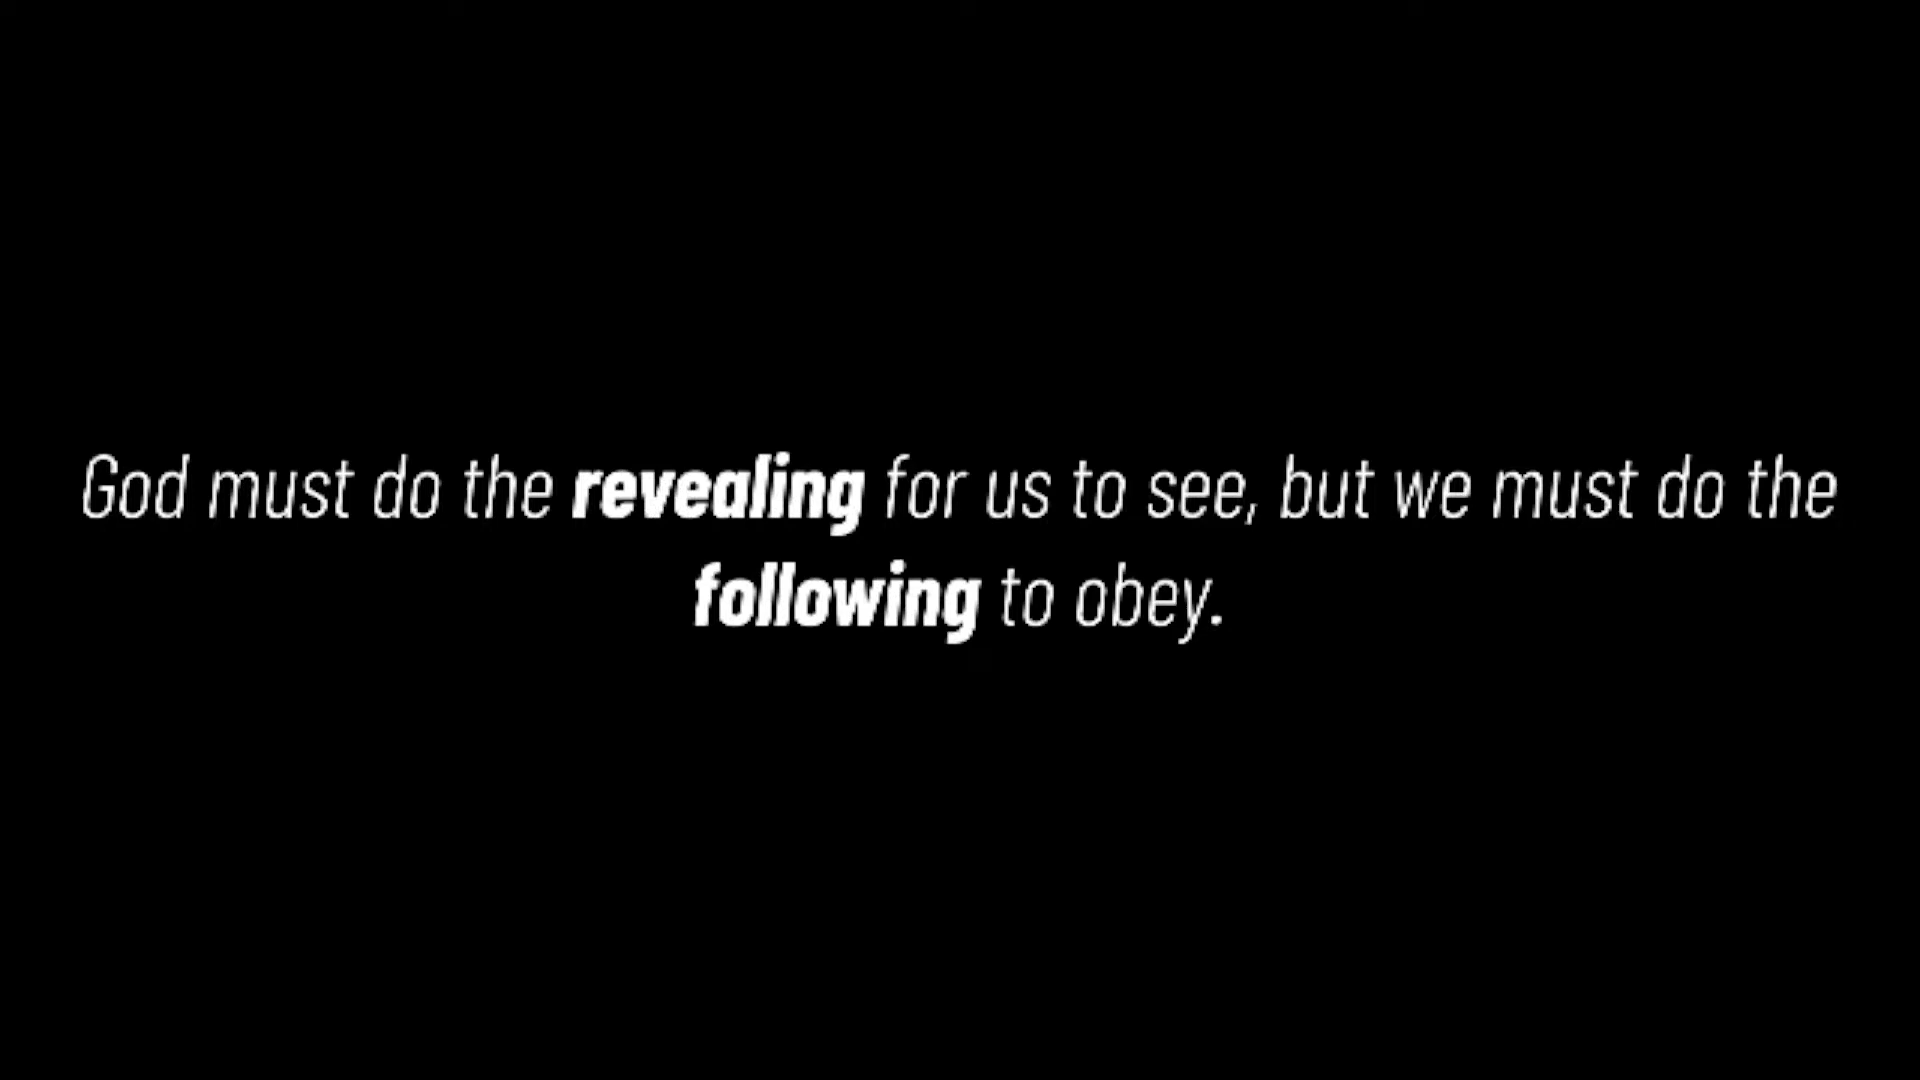 God must do the revealing for us to see, but we must do the
following to obey.